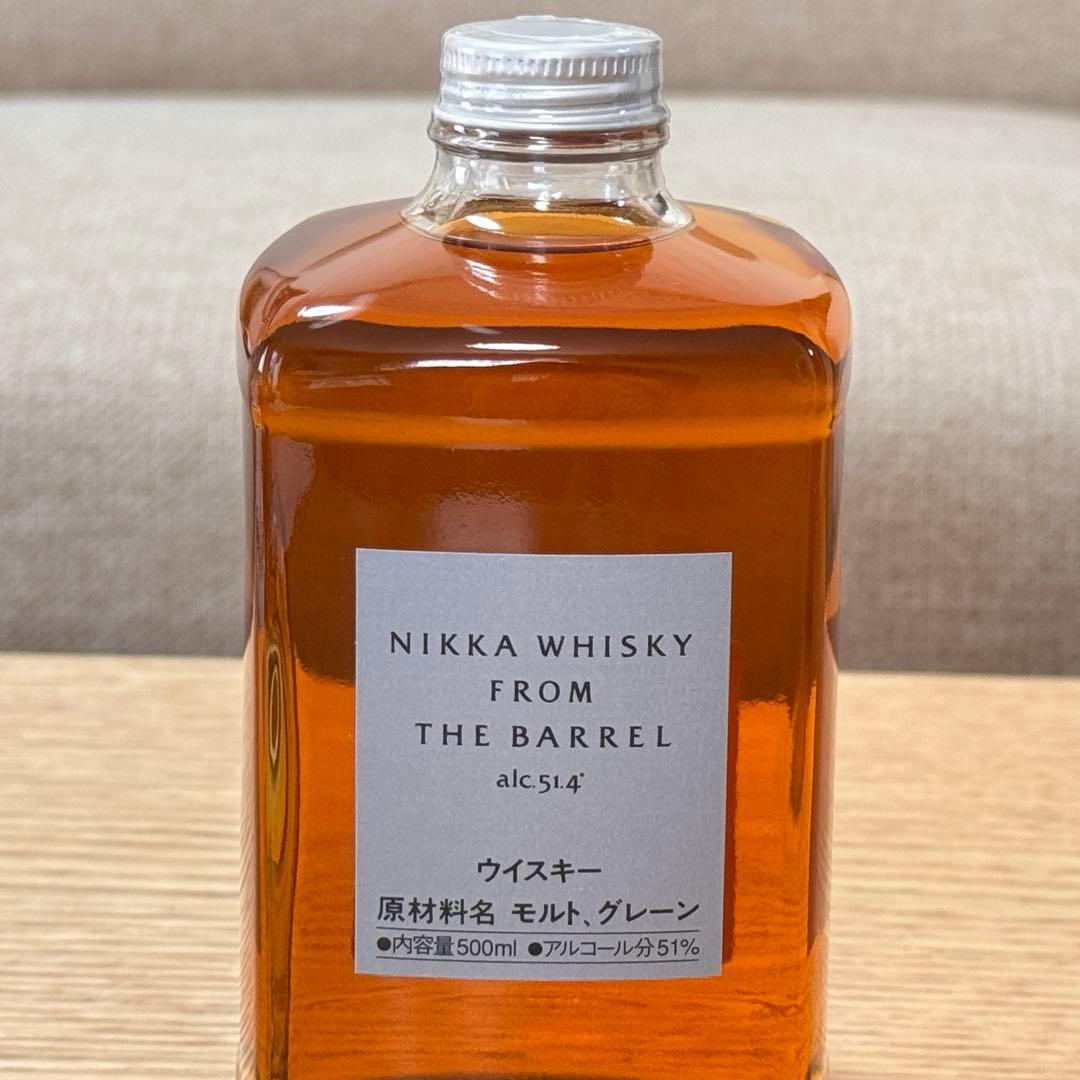 NIKKA WHISKY
FROM
THE BARREL
alc.51.4°
ウイスキー
原材料名 モルト、グレーン
●内容量500ml ●アルコール分51%